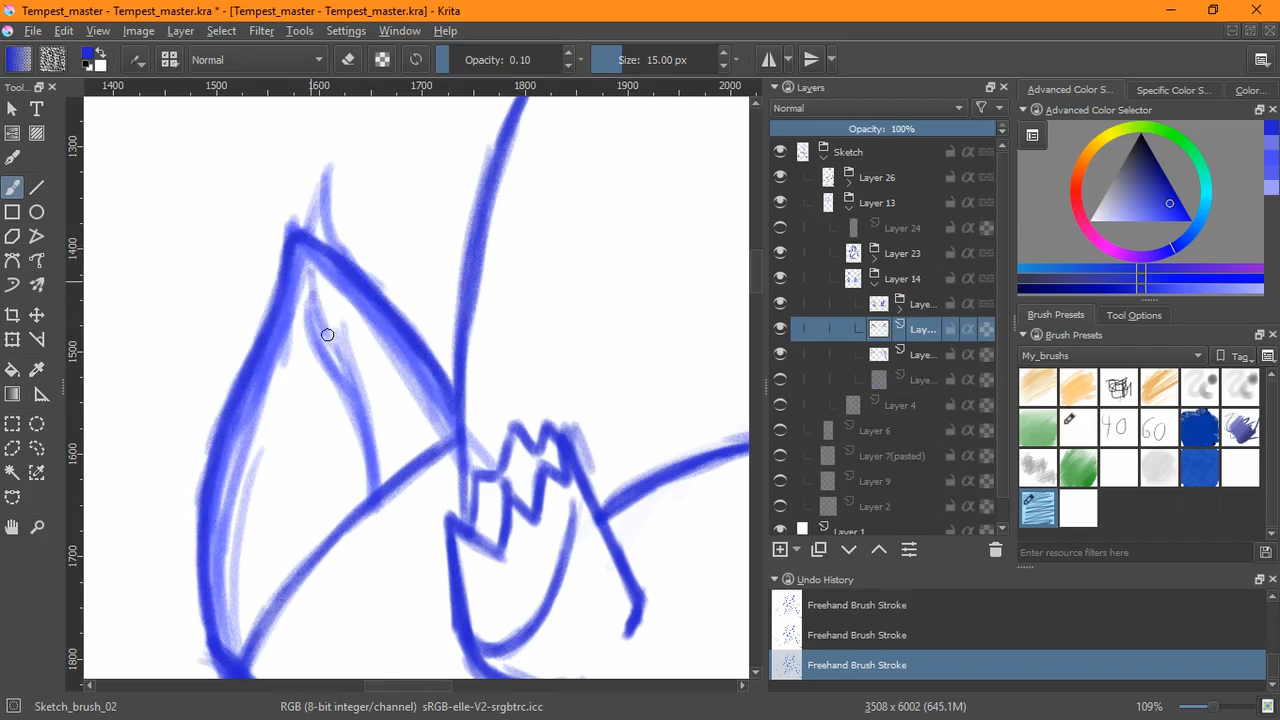 Tempest_master - Tempest_master.kra * - [Tempest_master - Tempest_master.kra] - Krita
File Edit View Image Layer Select Filter Tools Settings Window Help
Normal Opacity: 0.10 Size: 15.00 px
Tool...
1400 1500 1600 1700 1800 1900 2000
1300
1400
1500
1600
1700
1800
Layers
Normal
Opacity: 100%
Sketch
Layer 26
Layer 13
Layer 24
Layer 23
Layer 14
Laye...
Lay...
Laye...
Laye...
Layer 4
Layer 6
Layer 7(pasted)
Layer 9
Layer 2
Layer 1
Undo History
Freehand Brush Stroke
Freehand Brush Stroke
Freehand Brush Stroke
Advanced Color S... Specific Color S... Color...
Advanced Color Selector
Brush Presets Tool Options
Brush Presets
My_brushs Tag
40 60
Enter resource filters here
Sketch_brush_02 RGB (8-bit integer/channel) sRGB-elle-V2-srgbtrc.icc 3508 x 6002 (645.1M) 109%